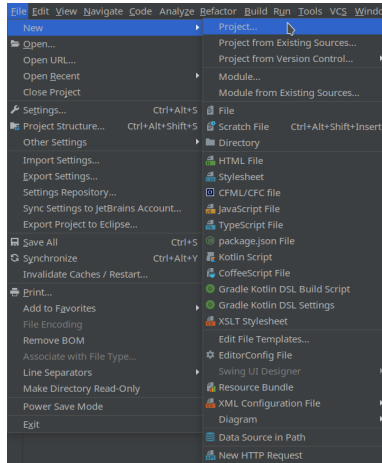 File Edit View Navigate Code Analyze Refactor Build Run Tools VCS
New
Open...
Open URL...
Open Recent
Close Project
Settings... Ctrl+Alt+S
Project Structure... Ctrl+Alt+Shift+S
Other Settings
Import Settings...
Export Settings...
Settings Repository...
Sync Settings to JetBrains Account...
Export Project to Eclipse...
Save All Ctrl+S
Synchronize Ctrl+Alt+Y
Invalidate Caches / Restart...
Print...
Add to Favorites
File Encoding
Remove BOM
Associate with File Type...
Line Separators
Make Directory Read-Only
Power Save Mode
Exit
Project...
Project from Existing Sources...
Project from Version Control...
Module...
Module from Existing Sources...
File
Scratch File Ctrl+Alt+Shift+Insert
Directory
HTML File
Stylesheet
CFML/CFC file
JavaScript File
TypeScript File
package.json File
Kotlin Script
CoffeeScript File
Gradle Kotlin DSL Build Script
Gradle Kotlin DSL Settings
XSLT Stylesheet
Edit File Templates...
EditorConfig File
Swing UI Designer
Resource Bundle
XML Configuration File
Diagram
Data Source in Path
New HTTP Request